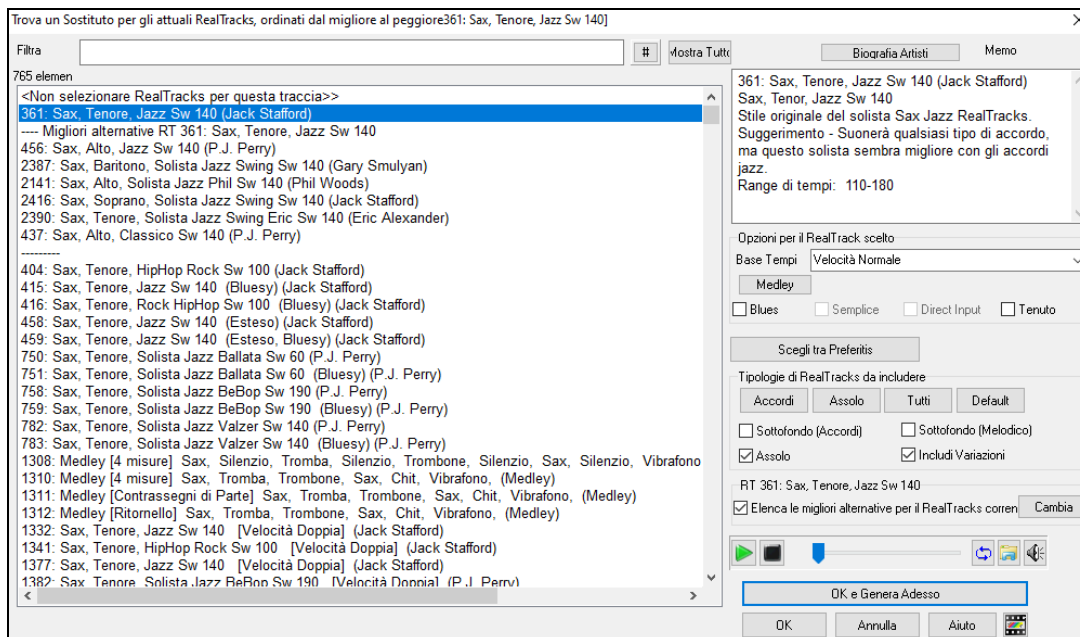 Trova un Sostituto per gli attuali RealTracks, ordinati dal migliore al peggiore361: Sax, Tenore, Jazz Sw 140]
Filtra
#
Mostra Tutto
Biografia Artisti
Memo
765 elemen
<Non selezionare RealTracks per questa traccia>>
361: Sax, Tenore, Jazz Sw 140 (Jack Stafford)
---- Migliori alternative RT 361: Sax, Tenore, Jazz Sw 140
456: Sax, Alto, Jazz Sw 140 (P.J. Perry)
2387: Sax, Baritono, Solista Jazz Swing Sw 140 (Gary Smulyan)
2141: Sax, Alto, Solista Jazz Phil Sw 140 (Phil Woods)
2416: Sax, Soprano, Solista Jazz Swing Sw 140 (Jack Stafford)
2390: Sax, Tenore, Solista Jazz Swing Eric Sw 140 (Eric Alexander)
437: Sax, Alto, Classico Sw 140 (P.J. Perry)
---------
404: Sax, Tenore, HipHop Rock Sw 100 (Jack Stafford)
415: Sax, Tenore, Jazz Sw 140 (Bluesy) (Jack Stafford)
416: Sax, Tenore, Rock HipHop Sw 100 (Bluesy) (Jack Stafford)
458: Sax, Tenore, Jazz Sw 140 (Esteso) (Jack Stafford)
459: Sax, Tenore, Jazz Sw 140 (Esteso, Bluesy) (Jack Stafford)
750: Sax, Tenore, Solista Jazz Ballata Sw 60 (P.J. Perry)
751: Sax, Tenore, Solista Jazz Ballata Sw 60 (Bluesy) (P.J. Perry)
758: Sax, Tenore, Solista Jazz BeBop Sw 190 (P.J. Perry)
759: Sax, Tenore, Solista Jazz BeBop Sw 190 (Bluesy) (P.J. Perry)
782: Sax, Tenore, Solista Jazz Valzer Sw 140 (P.J. Perry)
783: Sax, Tenore, Solista Jazz Valzer Sw 140 (Bluesy) (P.J. Perry)
1308: Medley [4 misure] Sax, Silenzio, Tromba, Silenzio, Trombone, Silenzio, Sax, Silenzio, Vibrafono
1310: Medley [4 misure] Sax, Tromba, Trombone, Sax, Chit, Vibrafono, (Medley)
1311: Medley [Contrassegni di Parte] Sax, Tromba, Trombone, Sax, Chit, Vibrafono, (Medley)
1312: Medley [Ritornello] Sax, Tromba, Trombone, Sax, Chit, Vibrafono, (Medley)
1332: Sax, Tenore, Jazz Sw 140 [Velocità Doppia] (Jack Stafford)
1341: Sax, Tenore, HipHop Rock Sw 100 [Velocità Doppia] (Jack Stafford)
1377: Sax, Tenore, Jazz Sw 140 [Velocità Doppia] (Jack Stafford)
1382: Sax, Tenore, Solista Jazz BeBop Sw 190 [Velocità Doppia] (P.J. Perry)
361: Sax, Tenore, Jazz Sw 140 (Jack Stafford)
Sax, Tenor, Jazz Sw 140
Stile originale del solista Sax Jazz RealTracks.
Suggerimento - Suonerà qualsiasi tipo di accordo,
ma questo solista sembra migliore con gli accordi
jazz.
Range di tempi: 110-180
Opzioni per il RealTrack scelto
Base Tempi Velocità Normale
Medley
Blues Semplice Direct Input Tenuto
Scegli tra Preferitis
Tipologie di RealTracks da includere
Accordi Assolo Tutti Default
Sottofondo (Accordi) Sottofondo (Melodico)
Assolo Includi Variazioni
RT 361: Sax, Tenore, Jazz Sw 140
Elenca le migliori alternative per il RealTracks corren Cambia
OK e Genera Adesso
OK Annulla Aiuto